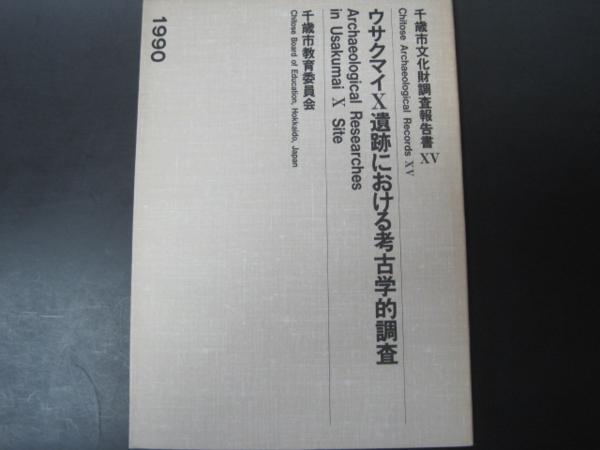 千歳市文化財調査報告書 XV
Chitose Archaeological Records XV
ウサクマイX遺跡における考古学的調査
Archaeological Researches
in Usakumai X Site
千歳市教育委員会
Chitose Board of Education, Hokkaido, Japan
1990